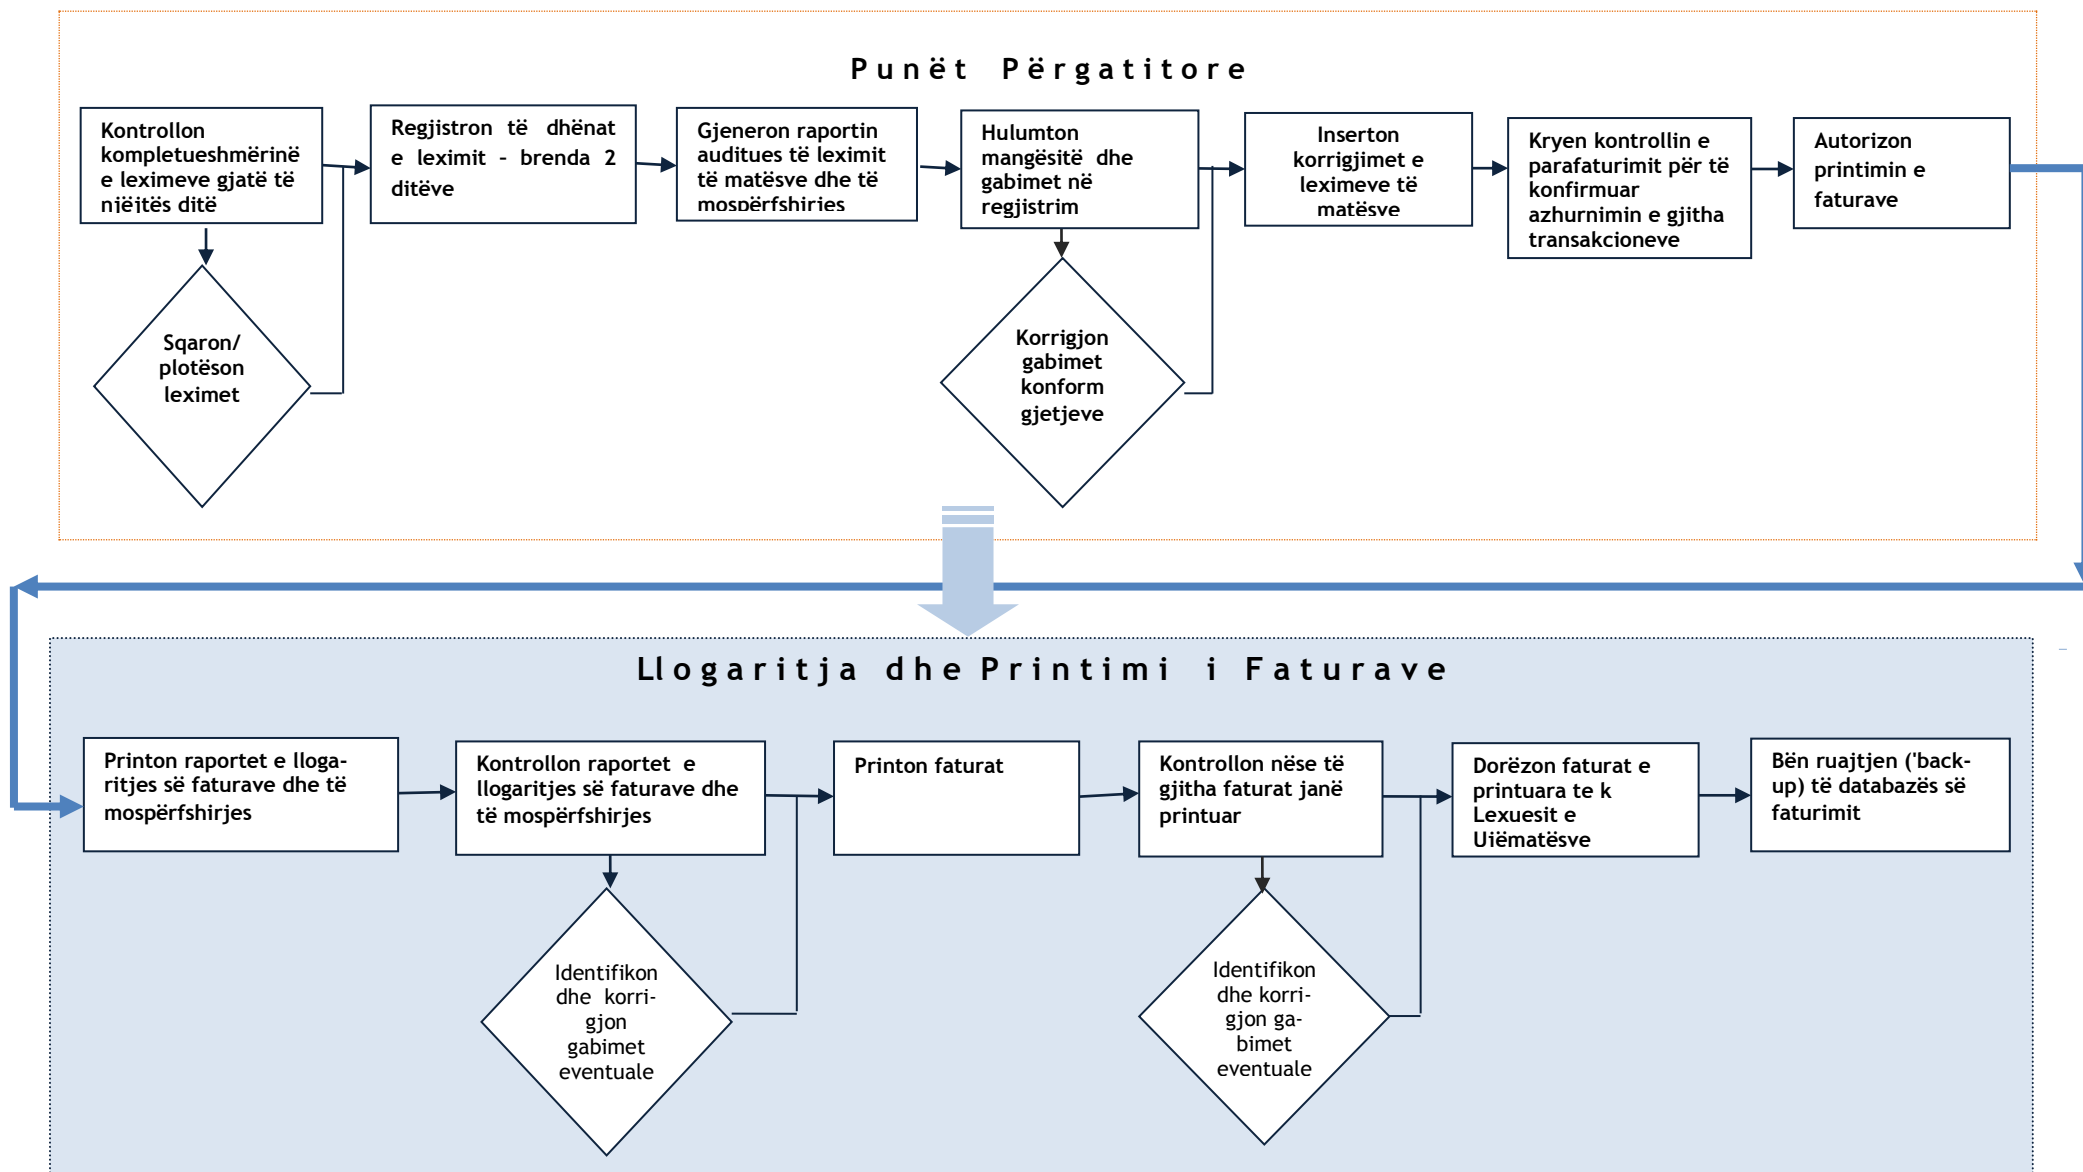 Punët Përgatitore
Kontrollon
kompletueshmërinë
e leximeve gjatë të
njëjtës ditë
Regjistron të dhënat
e leximit - brenda 2
ditëve
Gjeneron raportin
auditues të leximit
të matësve dhe të
mospërfshirjes
Hulumton
mangësitë dhe
gabimet në
regjistrim
Inserton
korrigjimet e
leximeve të
matësve
Kryen kontrollin e
parafaturimit për të
konfirmuar
azhurnimin e gjitha
transakcioneve
Autorizon
printimin e
faturave
Sqaron/
plotëson
leximet
Korrigjon
gabimet
konform
gjetjeve
Llogaritja dhe Printimi i Faturave
Printon raportet e lloga-
ritjes së faturave dhe të
mospërfshirjes
Kontrollon raportet e
llogaritjes së faturave dhe
të mospërfshirjes
Printon faturat
Kontrollon nëse të
gjitha faturat janë
printuar
Dorëzon faturat e
printuara te k
Lexuesit e
Ujëmatësve
Bën ruajtjen ('back-
up) të databazës së
faturimit
Identifikon
dhe korri-
gjon
gabimet
eventuale
Identifikon
dhe korri-
gjon ga-
bimet
eventuale